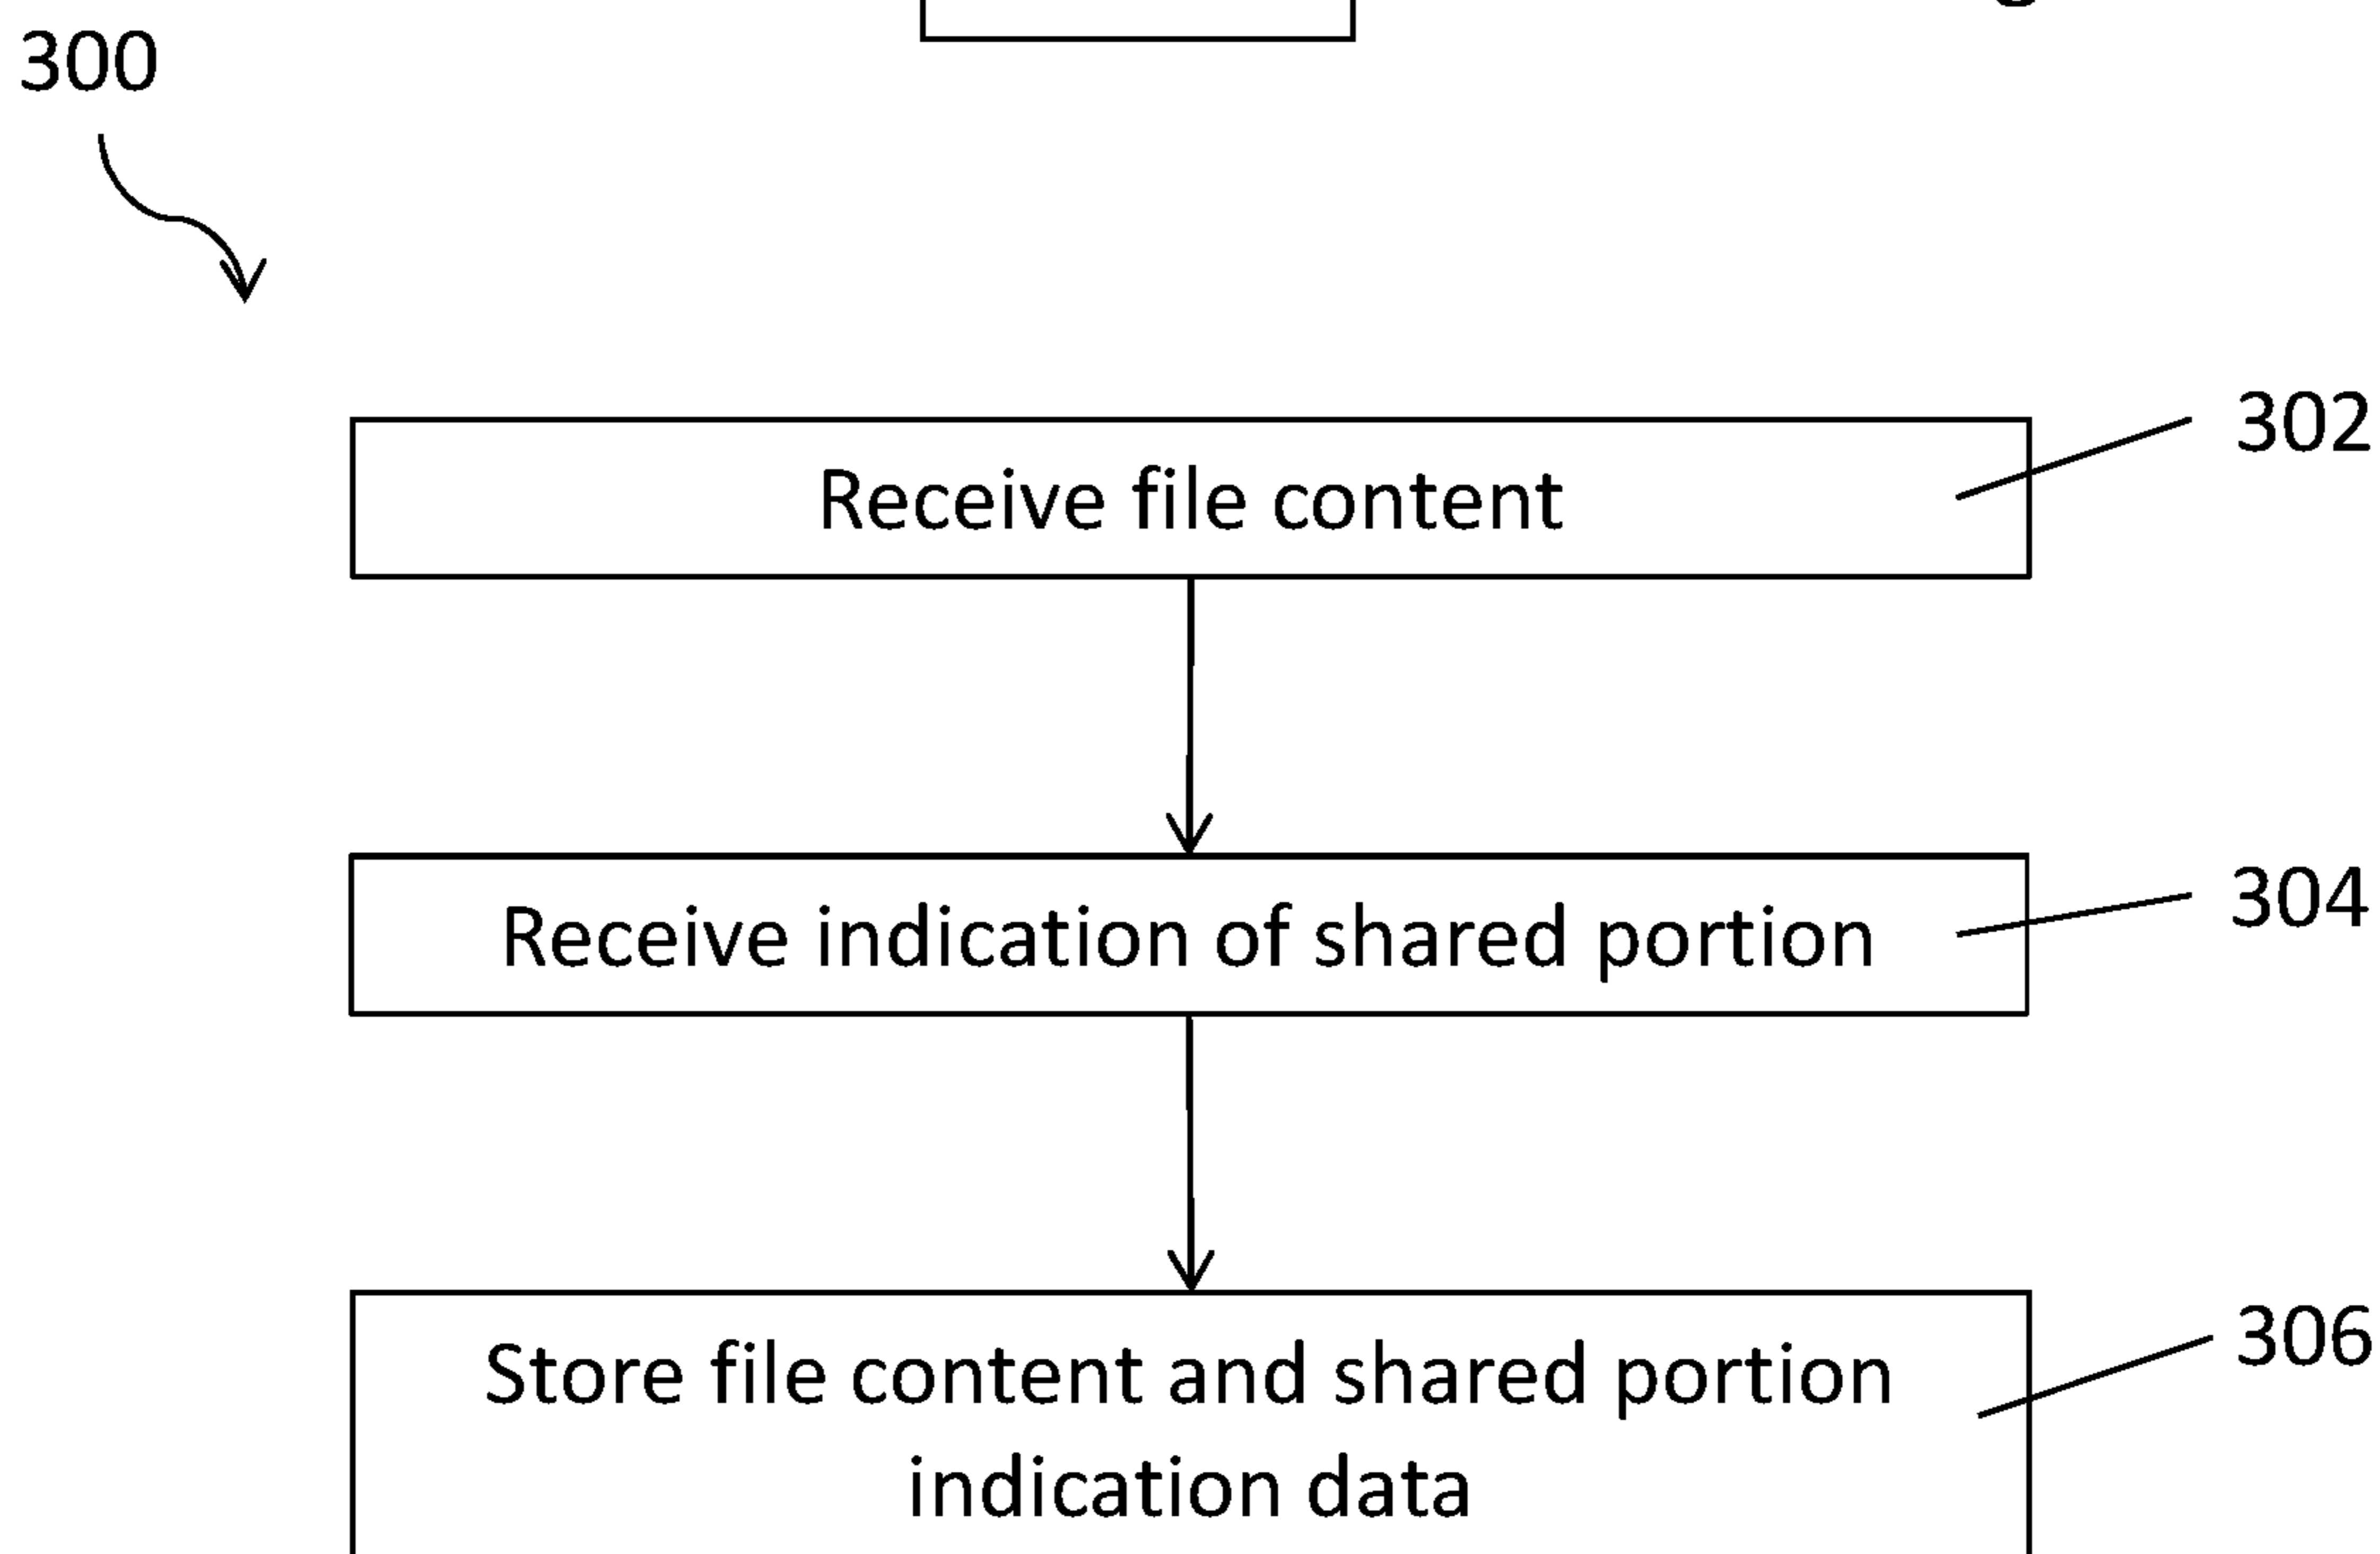 300
302
Receive file content
304
Receive indication of shared portion
306
Store file content and shared portion
indication data